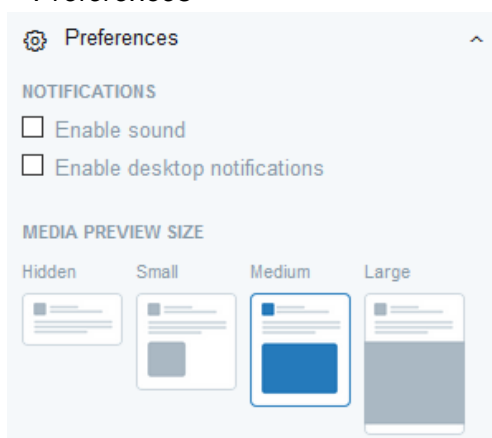 Preferences
NOTIFICATIONS
Enable sound
Enable desktop notifications
MEDIA PREVIEW SIZE
Hidden Small Medium Large